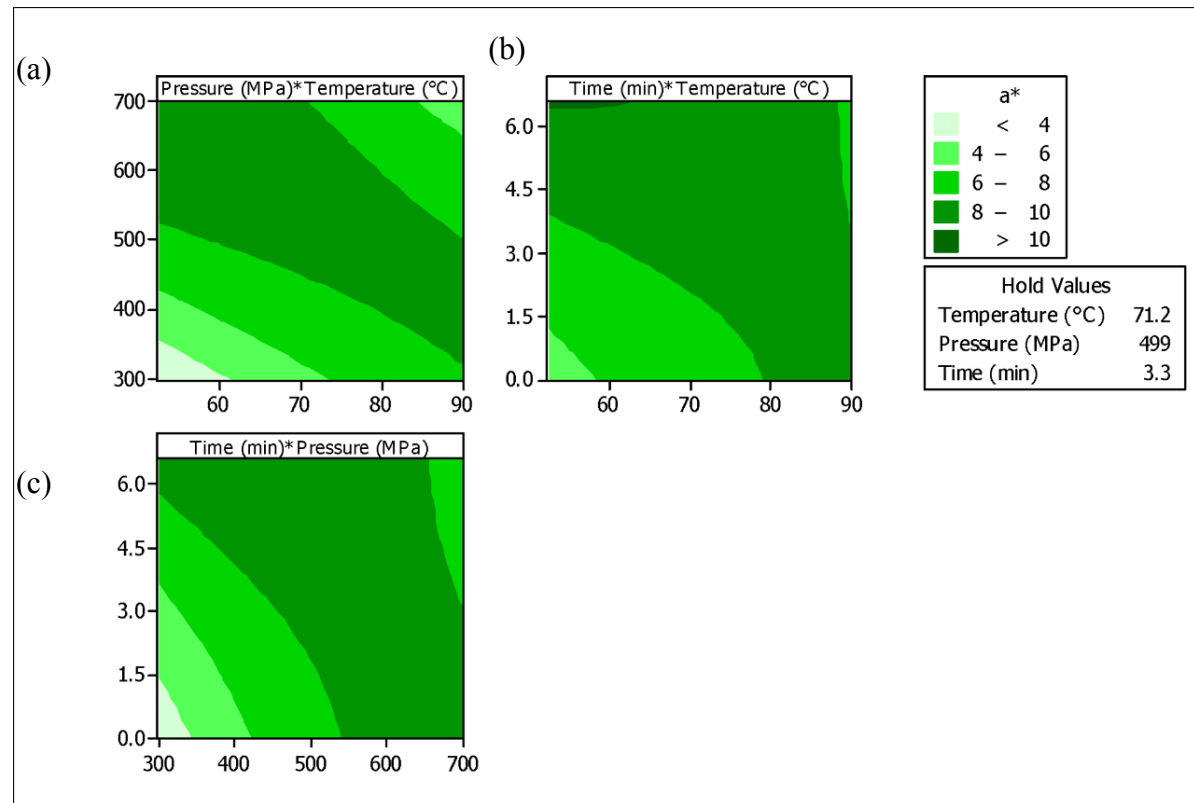 (a)
Pressure (MPa)* Temperature (°C)
700
600
500
400
300
60 70 80 90
(b)
Time (min)* Temperature (°C)
6.0
4.5
3.0
1.5
0.0
60 70 80 90
a*
< 4
4 – 6
6 – 8
8 – 10
> 10
Hold Values
Temperature (°C) 71.2
Pressure (MPa) 499
Time (min) 3.3
(c)
Time (min)* Pressure (MPa)
6.0
4.5
3.0
1.5
0.0
300 400 500 600 700